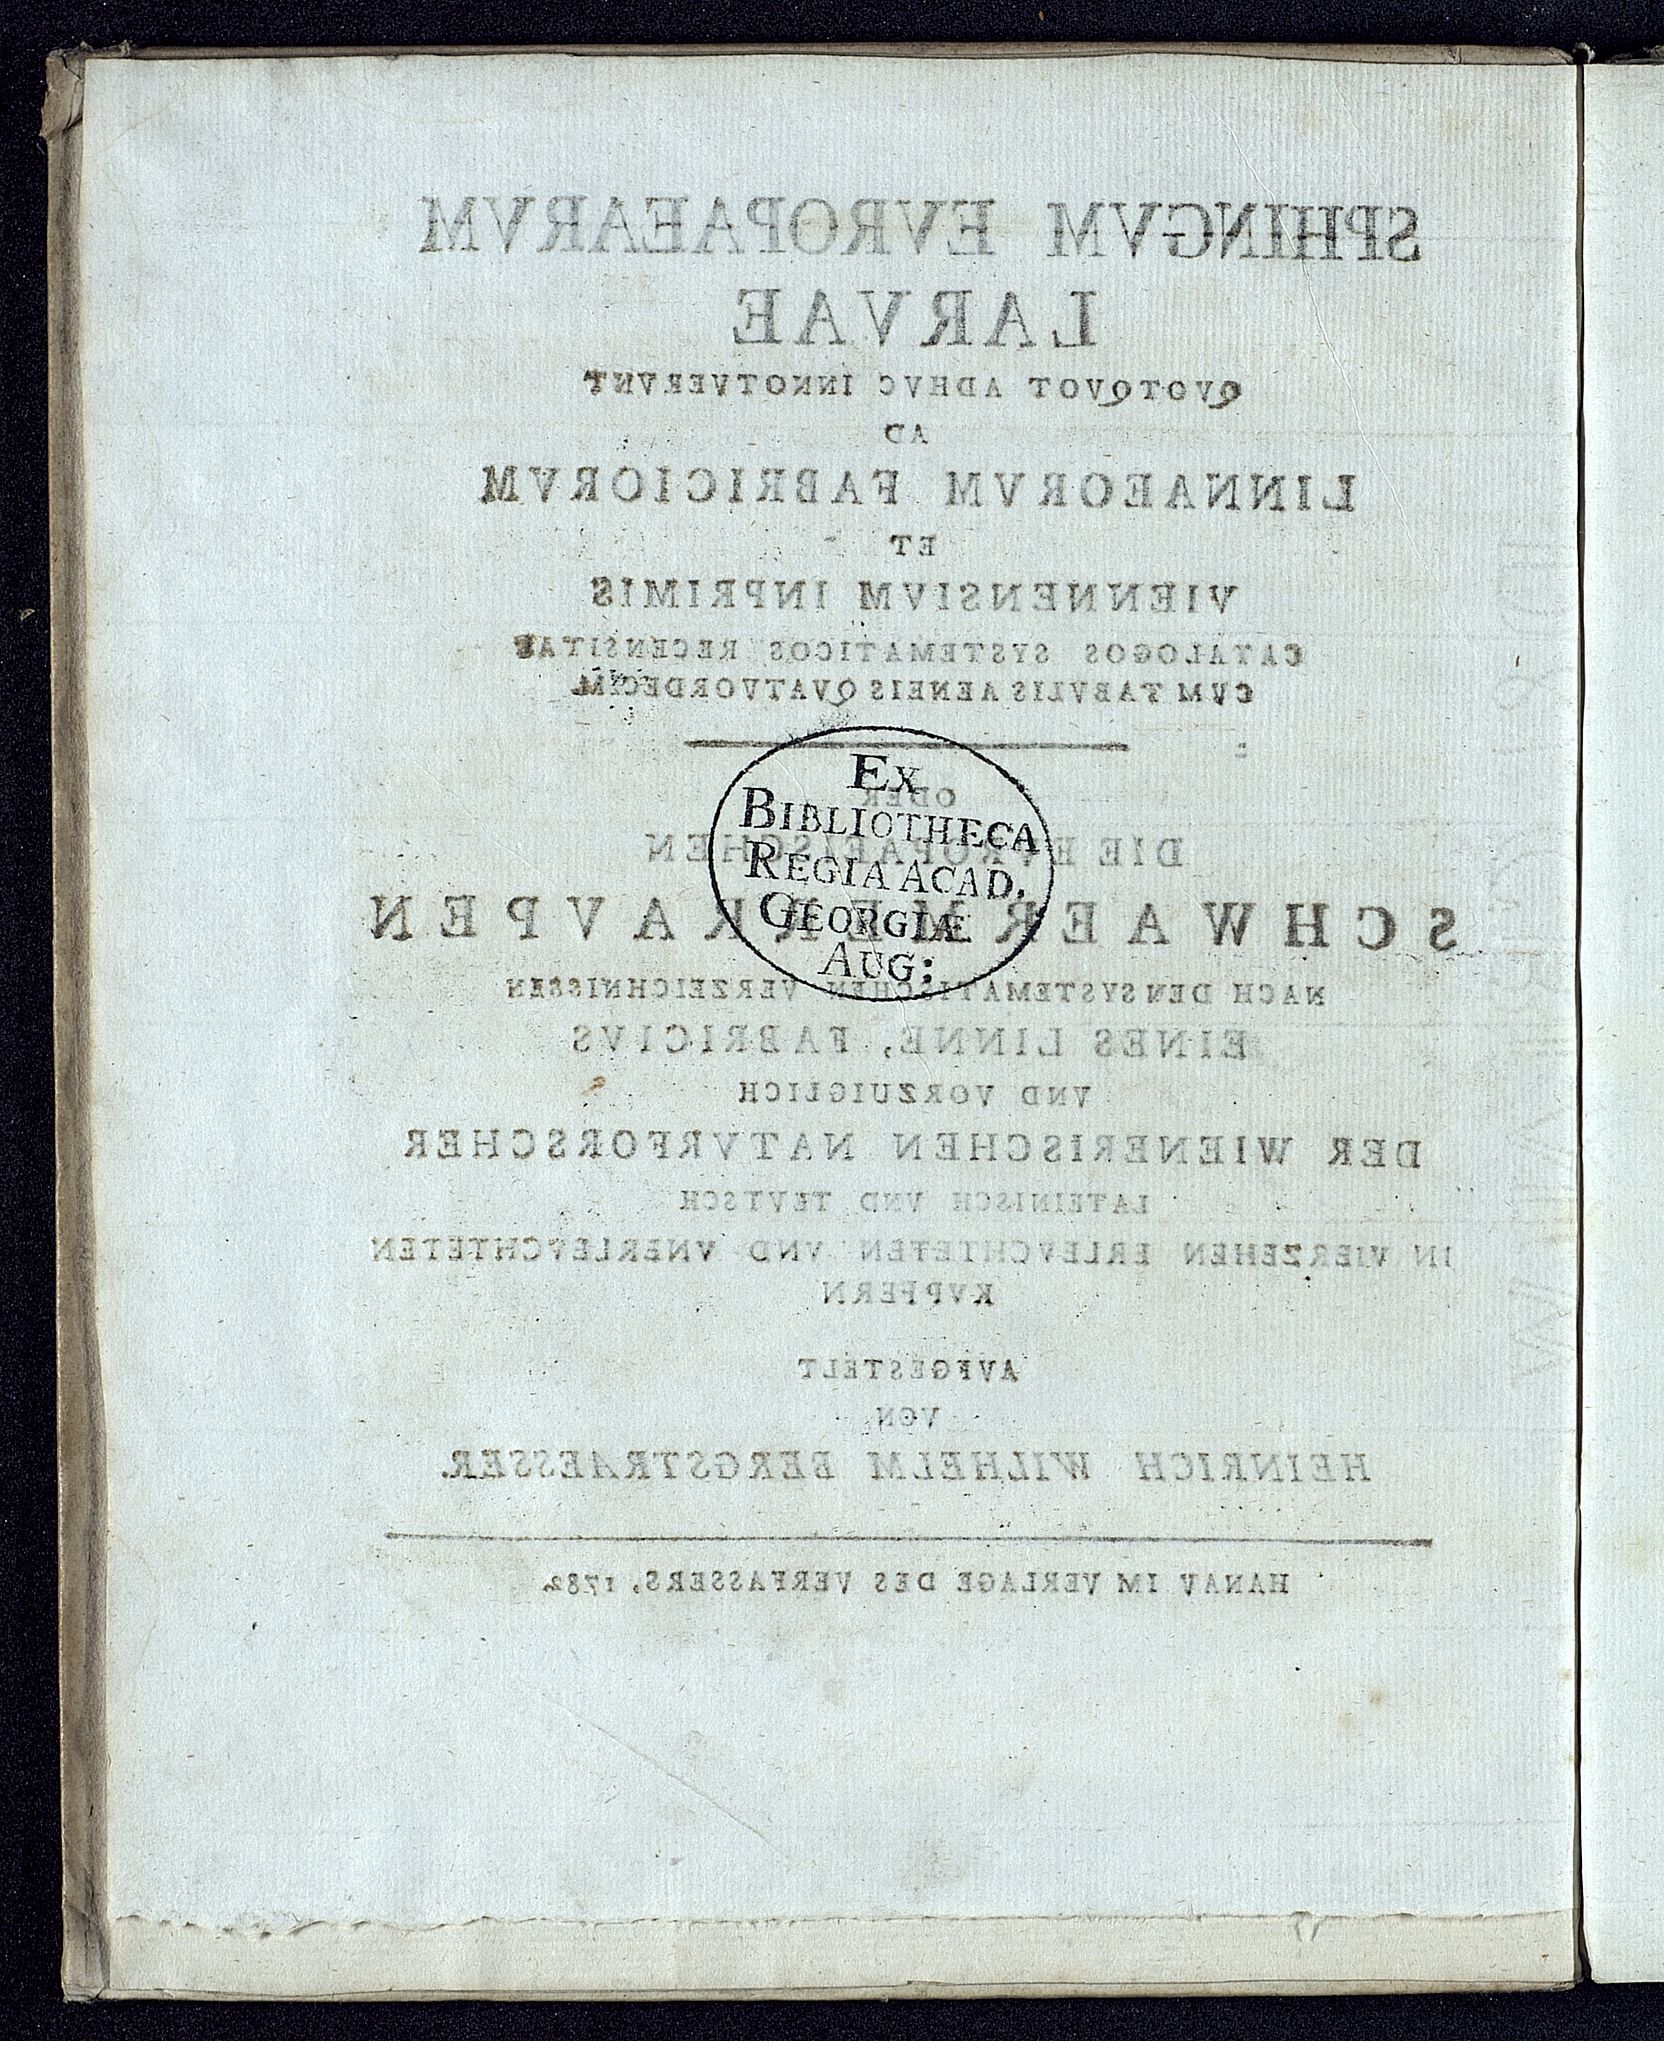 SPHINGVM EVROPAEARVM
LARVAE
QVOTQVOT ADHVC INNOTVERVNT
AD
LINNAEORVM FABRICIORVM
ET
VIENNENSIVM INPRIMIS
CATALOGOS SYSTEMATICOS RECENSITAE
CVM TABVLIS AENEIS QVATVORDECIM.
ODER
DIE EVROPAEISCHEN
SCHWAERMERRAVPEN
NACH DEN SYSTEMATISCHEN VERZEICHNISSEN
EINES LINNE, FABRICIVS
VND VORZUIGLICH
DER WIENERISCHEN NATVRFORSCHER
LATEINISCH VND TEVTSCH
IN VIERZEHEN ERLEVCHTETEN VND VNERLEVCHTETEN
KVPFERN
AVFGESTELT
VON
HEINRICH WILHELM BERGSTRAESSER.
HANAV IM VERLAGE DES VERFASSERS, 1782.
EX
BIBLIOTHECA
REGIA ACAD.
GEORGIÆ
AUG: